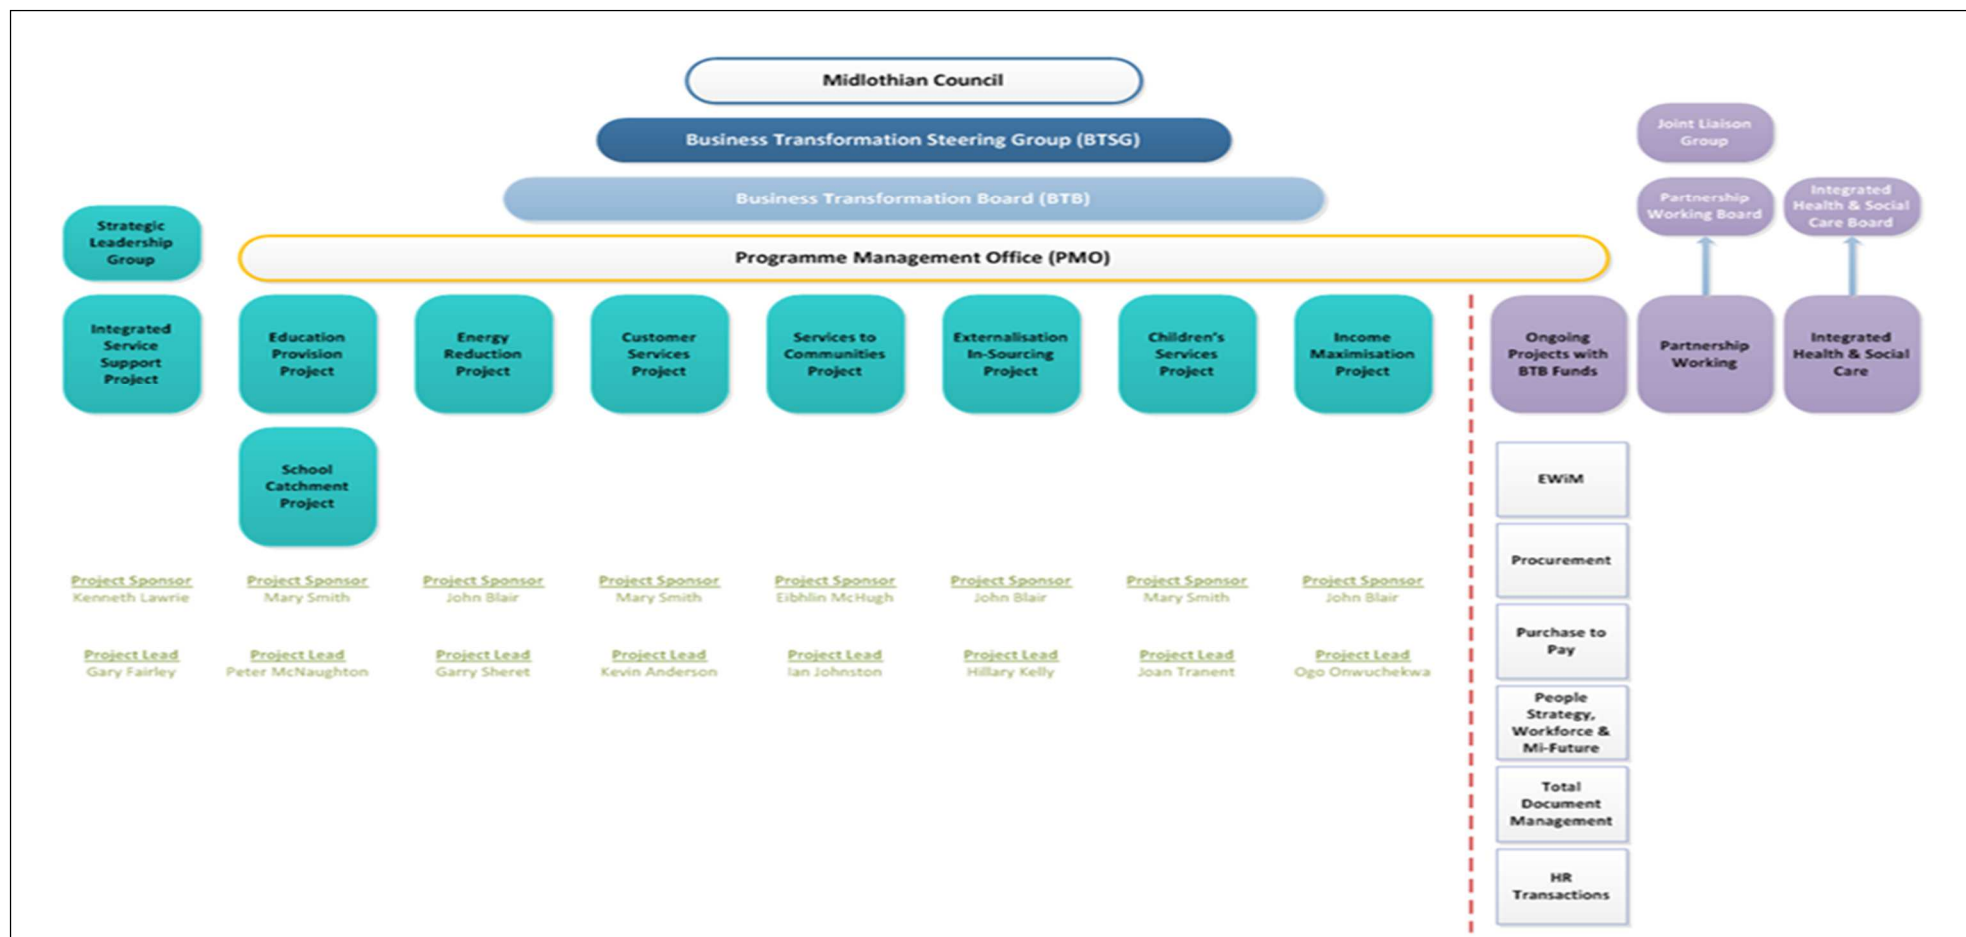 Midlothian Council
Business Transformation Steering Group (BTSG)
Business Transformation Board (BTB)
Programme Management Office (PMO)
Joint Liaison
Group
Partnership
Working Board
Integrated
Health & Social
Care Board
Strategic
Leadership
Group
Integrated
Service
Support
Project
Education
Provision
Project
Energy
Reduction
Project
Customer
Services
Project
Services to
Communities
Project
Externalisation
In-Sourcing
Project
Children's
Services
Project
Income
Maximisation
Project
Ongoing
Projects with
BTB Funds
Partnership
Working
Integrated
Health & Social
Care
School
Catchment
Project
Project Sponsor
Kenneth Lawrie
Project Sponsor
Mary Smith
Project Sponsor
John Blair
Project Sponsor
Mary Smith
Project Sponsor
Eibhlin McHugh
Project Sponsor
John Blair
Project Sponsor
Mary Smith
Project Sponsor
John Blair
Project Lead
Gary Fairley
Project Lead
Peter McNaughton
Project Lead
Garry Sheret
Project Lead
Kevin Anderson
Project Lead
Ian Johnston
Project Lead
Hillary Kelly
Project Lead
Joan Tranent
Project Lead
Ogo Onwuchekwa
EWiM
Procurement
Purchase to
Pay
People
Strategy,
Workforce &
Mi-Future
Total
Document
Management
HR
Transactions